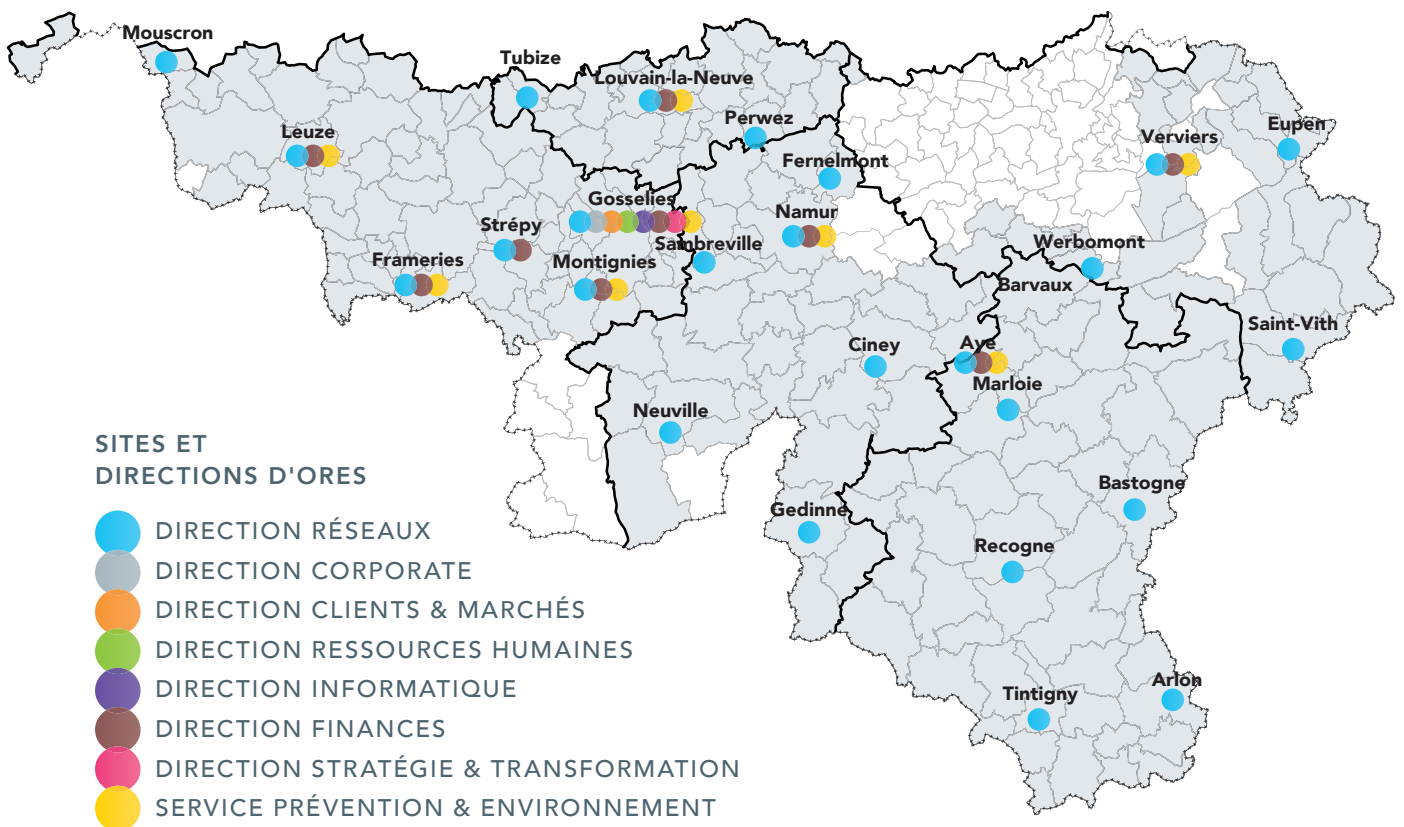 Mouscron
Tubize
Louvain-la-Neuve
Perwez
Leuze
Verviers
Eupen
Fernelmont
Gosselies
Namur
Strépy
Sambreville
Werbomont
Frameries
Montignies
Barvaux
Saint-Vith
Ciney
Aye
Marloie
Neuville
Bastogne
Gedinne
Recogne
Tintigny
Arlon
SITES ET
DIRECTIONS D'ORES
DIRECTION RÉSEAUX
DIRECTION CORPORATE
DIRECTION CLIENTS & MARCHÉS
DIRECTION RESSOURCES HUMAINES
DIRECTION INFORMATIQUE
DIRECTION FINANCES
DIRECTION STRATÉGIE & TRANSFORMATION
SERVICE PRÉVENTION & ENVIRONNEMENT